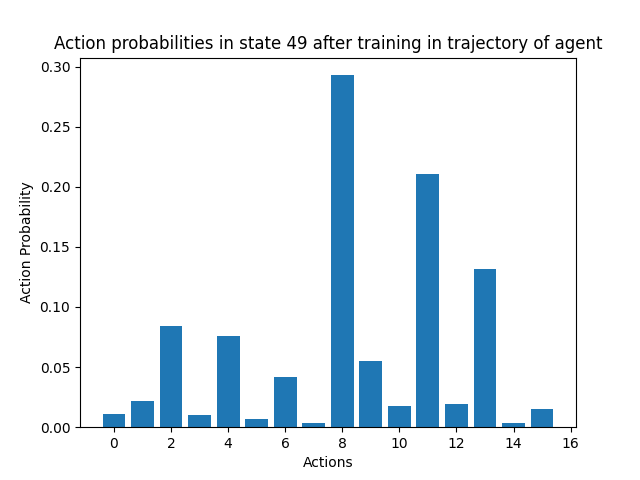 Action probabilities in state 49 after training in trajectory of agent
0.30
0.25
0.20
0.15
0.10
0.05
0.00
Action Probability
0 2 4 6 8 10 12 14 16
Actions